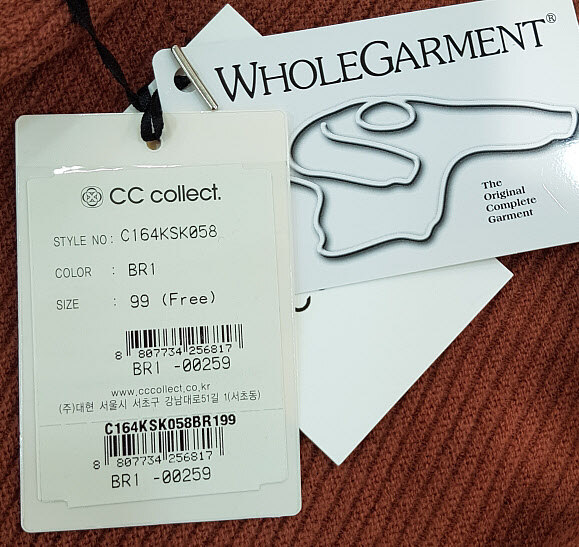 WHOLEGARMENT®
The
Original
Complete
Garment
CC collect.
STYLE NO : C164KSK058
COLOR : BR1
SIZE : 99 (Free)
8 807734 256817
BR1 -00259
www.cccollect.co.kr
(주)대현 서울시 서초구 강남대로51길 1(서초동)
C164KSK058BR199
8 807734 256817
BR1 -00259